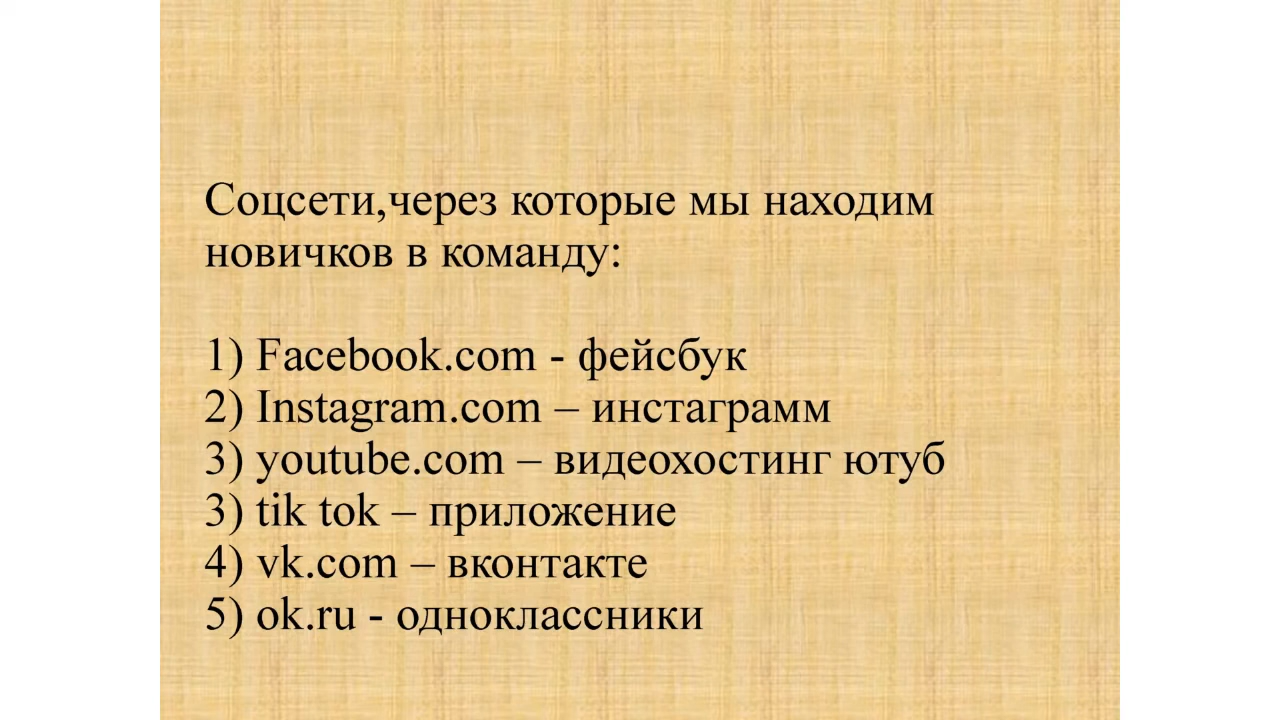 Соцсети,через которые мы находим
новичков в команду:
1) Facebook.com - фейсбук
2) Instagram.com – инстаграмм
3) youtube.com – видеохостинг ютуб
3) tik tok – приложение
4) vk.com – вконтакте
5) ok.ru - одноклассники